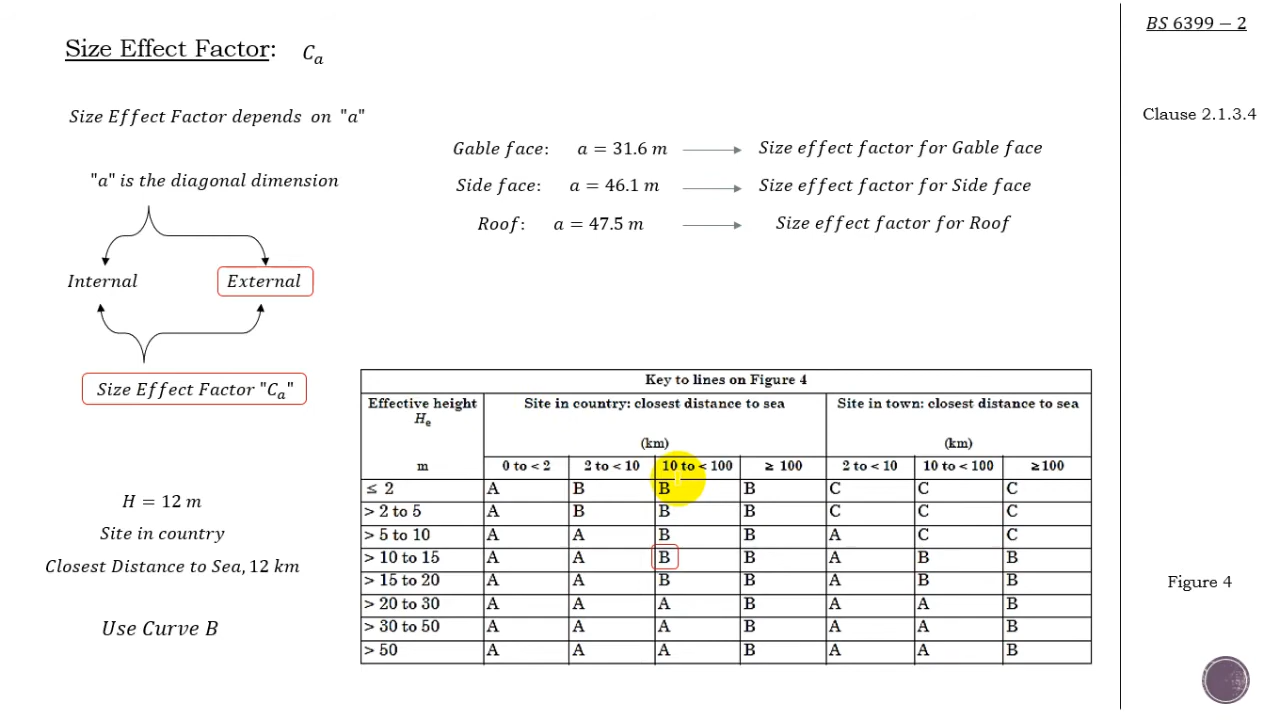 BS 6399 − 2
Size Effect Factor: Cₐ
Clause 2.1.3.4
Size Effect Factor depends on "a"
Gable face: a = 31.6 m Size effect factor for Gable face
"a" is the diagonal dimension
Side face: a = 46.1 m Size effect factor for Side face
Roof: a = 47.5 m Size effect factor for Roof
Internal External
Size Effect Factor "Cₐ"
Key to lines on Figure 4
Effective height Site in country: closest distance to sea Site in town: closest distance to sea
Hₑ
(km) (km)
m 0 to < 2 2 to < 10 10 to < 100 ≥ 100 2 to < 10 10 to < 100 ≥100
≤ 2 A B B B C C C
> 2 to 5 A B B B C C C
> 5 to 10 A A B B A C C
> 10 to 15 A A B B A B B
> 15 to 20 A A B B A B B
> 20 to 30 A A A B A A B
> 30 to 50 A A A B A A B
> 50 A A A B A A B
H = 12 m
Site in country
Closest Distance to Sea, 12 km
Use Curve B
Figure 4